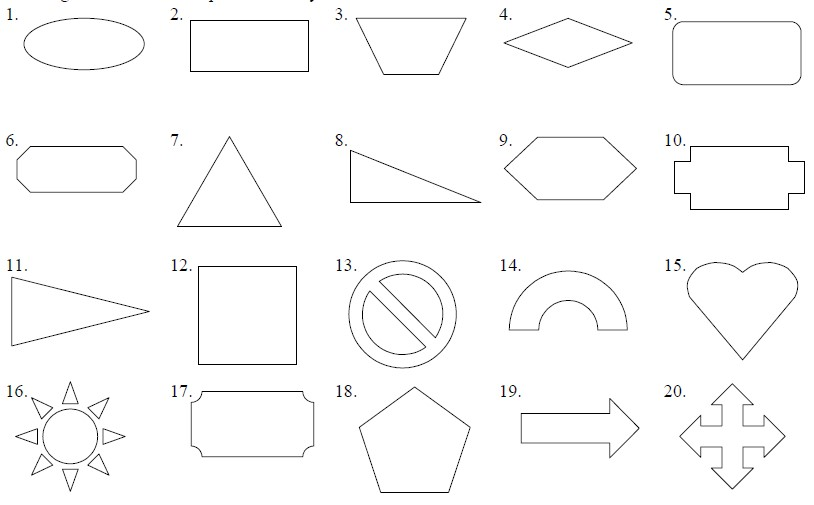 1. 2. 3. 4. 5.
6. 7. 8. 9. 10.
11. 12. 13. 14. 15.
16. 17. 18. 19. 20.